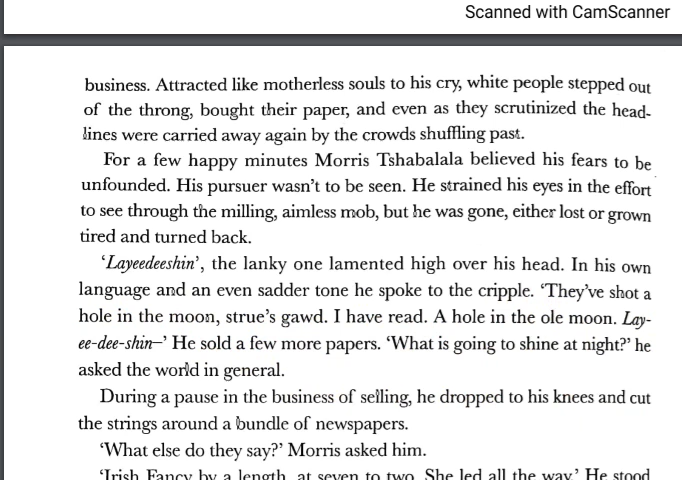 Scanned with CamScanner
business. Attracted like motherless souls to his cry, white people stepped out
of the throng, bought their paper, and even as they scrutinized the head-
lines were carried away again by the crowds shuffling past.
For a few happy minutes Morris Tshabalala believed his fears to be
unfounded. His pursuer wasn't to be seen. He strained his eyes in the effort
to see through the milling, aimless mob, but he was gone, either lost or grown
tired and turned back.
‘Layeedeeshin’, the lanky one lamented high over his head. In his own
language and an even sadder tone he spoke to the cripple. ‘They've shot a
hole in the moon, strue's gawd. I have read. A hole in the ole moon. Lay-
ee-dee-shin–’ He sold a few more papers. ‘What is going to shine at night?’ he
asked the world in general.
During a pause in the business of selling, he dropped to his knees and cut
the strings around a bundle of newspapers.
‘What else do they say?’ Morris asked him.
‘Irish Fancy by a length, at seven to two. She led all the way.’ He stood